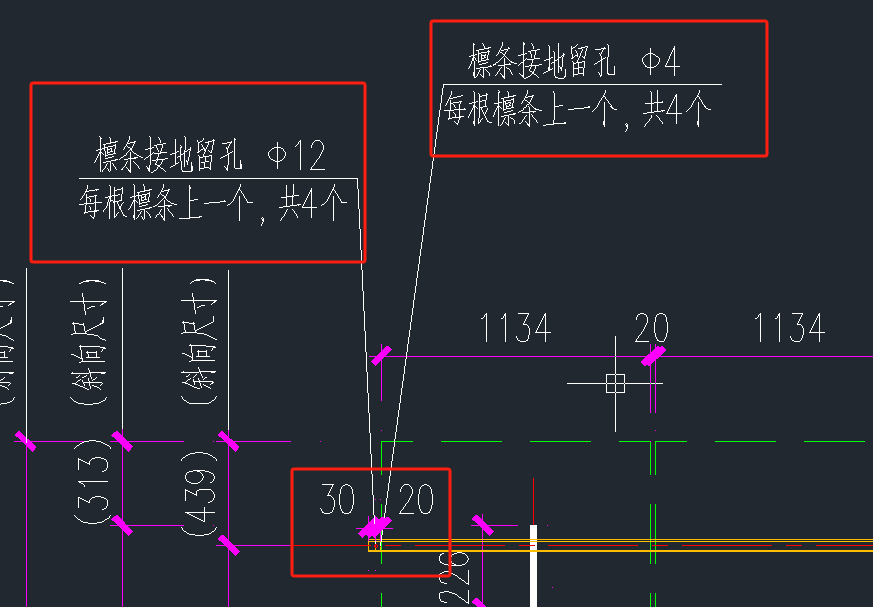 檩条接地留孔 Φ4
每根檩条上一个,共4个
檩条接地留孔 Φ12
每根檩条上一个,共4个
(斜向尺寸)
(斜向尺寸)
(斜向尺寸)
1134
20
1134
(313)
(439)
30
20
226